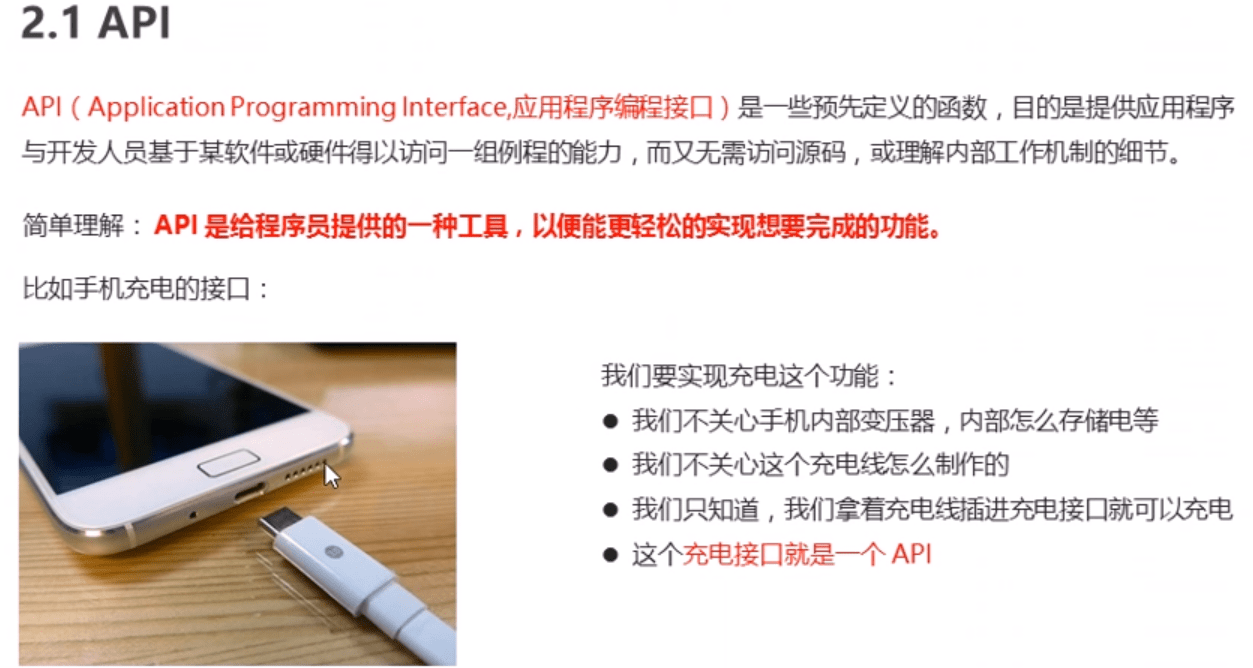 2.1 API
API（Application Programming Interface,应用程序编程接口）是一些预先定义的函数，目的是提供应用程序
与开发人员基于某软件或硬件得以访问一组例程的能力，而又无需访问源码，或理解内部工作机制的细节。
简单理解： API 是给程序员提供的一种工具，以便能更轻松的实现想要完成的功能。
比如手机充电的接口：
我们要实现充电这个功能：
● 我们不关心手机内部变压器，内部怎么存储电等
● 我们不关心这个充电线怎么制作的
● 我们只知道，我们拿着充电线插进充电接口就可以充电
● 这个充电接口就是一个 API